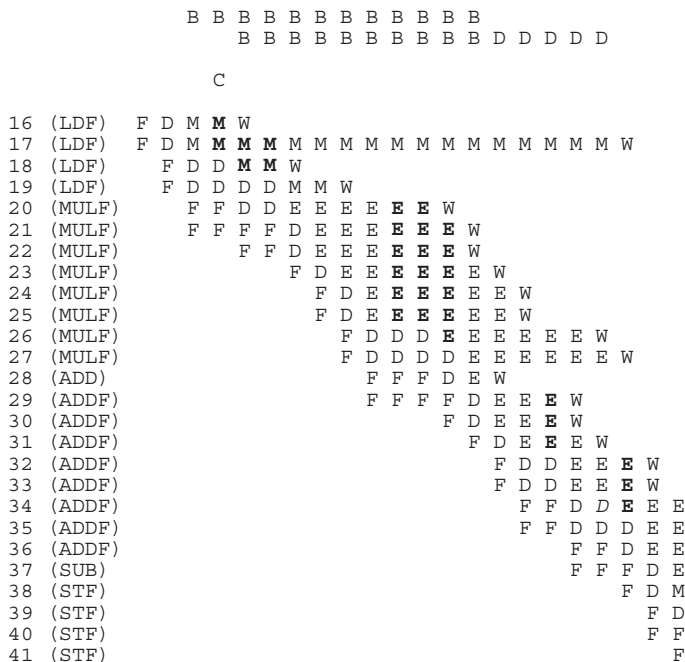 B B B B B B B B B B B B
B B B B B B B B B B D D D D D
C
16 (LDF) F D M M W
17 (LDF) F D M M M M M M M M M M M M M M M M M W
18 (LDF) F D D M M W
19 (LDF) F D D D D M M W
20 (MULF) F F D D E E E E E E W
21 (MULF) F F F F D E E E E E E W
22 (MULF) F F D E E E E E E W
23 (MULF) F D E E E E E E W
24 (MULF) F D E E E E E E W
25 (MULF) F D E E E E E E W
26 (MULF) F D D D E E E E E E W
27 (MULF) F D D D D E E E E E E W
28 (ADD) F F F D E W
29 (ADDF) F F F F D E E E W
30 (ADDF) F D E E E W
31 (ADDF) F D E E E W
32 (ADDF) F D D E E E W
33 (ADDF) F D D E E E W
34 (ADDF) F F D D E E E
35 (ADDF) F F D D D E E
36 (ADDF) F F D E E
37 (SUB) F F F D E
38 (STF) F D M
39 (STF) F D
40 (STF) F F
41 (STF) F